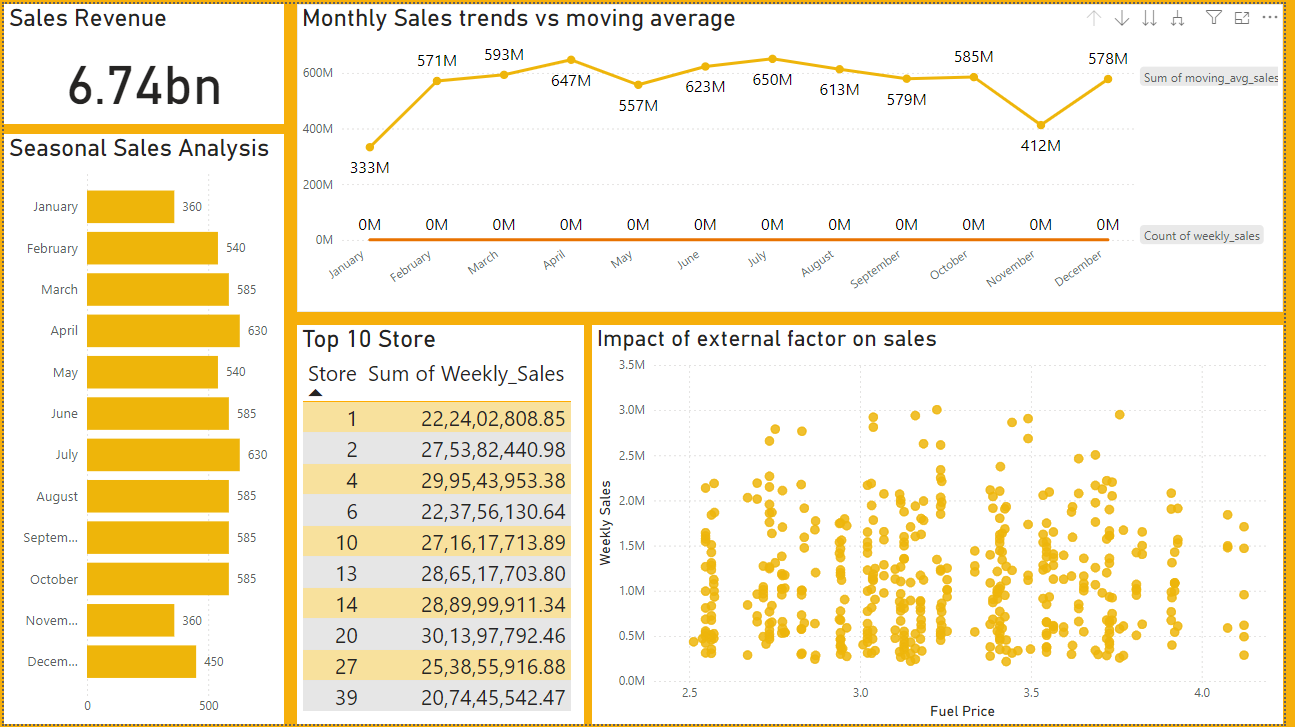 Sales Revenue
6.74bn
Seasonal Sales Analysis
January 360
February 540
March 585
April 630
May 540
June 585
July 630
August 585
Septem... 585
October 585
Novem... 360
Decem... 450
0 500
Monthly Sales trends vs moving average
600M
400M
200M
0M
333M 571M 593M 647M 557M 623M 650M 613M 579M 585M 412M 578M
Sum of moving_avg_sales
0M 0M 0M 0M 0M 0M 0M 0M 0M 0M 0M 0M
Count of weekly_sales
January February March April May June July August September October November December
Top 10 Store
Store Sum of Weekly_Sales
1 22,24,02,808.85
2 27,53,82,440.98
4 29,95,43,953.38
6 22,37,56,130.64
10 27,16,17,713.89
13 28,65,17,703.80
14 28,89,99,911.34
20 30,13,97,792.46
27 25,38,55,916.88
39 20,74,45,542.47
Impact of external factor on sales
Weekly Sales
3.5M
3.0M
2.5M
2.0M
1.5M
1.0M
0.5M
0.0M
2.5 3.0 3.5 4.0
Fuel Price